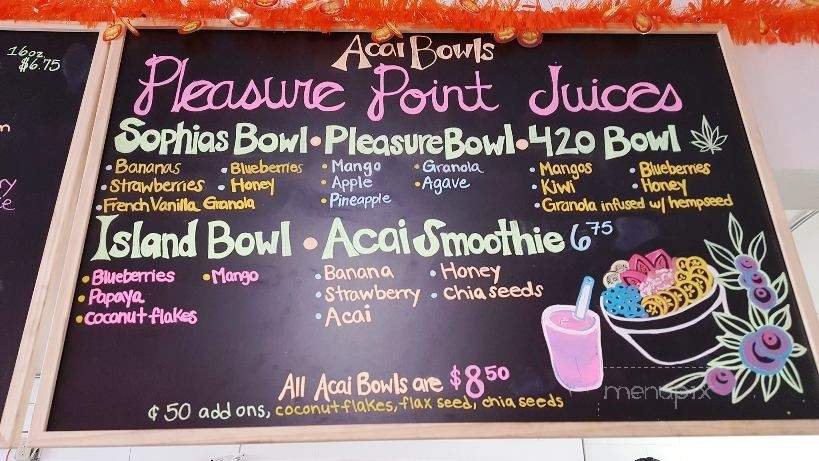 16oz
$6.75
Acai Bowls
Pleasure Point Juices
Sophias Bowl • Pleasure Bowl • 420 Bowl
• Bananas • Blueberries
• Strawberries • Honey
• French Vanilla Granola
• Mango • Granola
• Apple • Agave
• Pineapple
• Mangos • Blueberries
• Kiwi • Honey
• Granola infused w/ hempseed
Island Bowl • Acai Smoothie 6 75
• Blueberries • Mango
• Papaya
• coconut flakes
• Banana • Honey
• Strawberry • chia seeds
• Acai
All Acai Bowls are $8 50
¢ 50 add ons, coconut flakes, flax seed, chia seeds
menupix